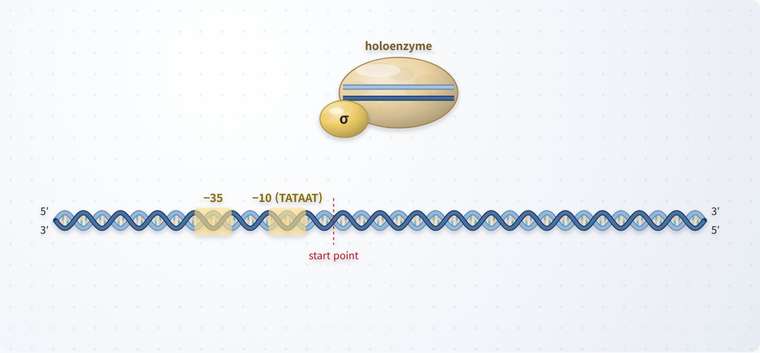 holoenzyme
σ
−35
−10 (TATAAT)
5′
3′
3′
5′
start point